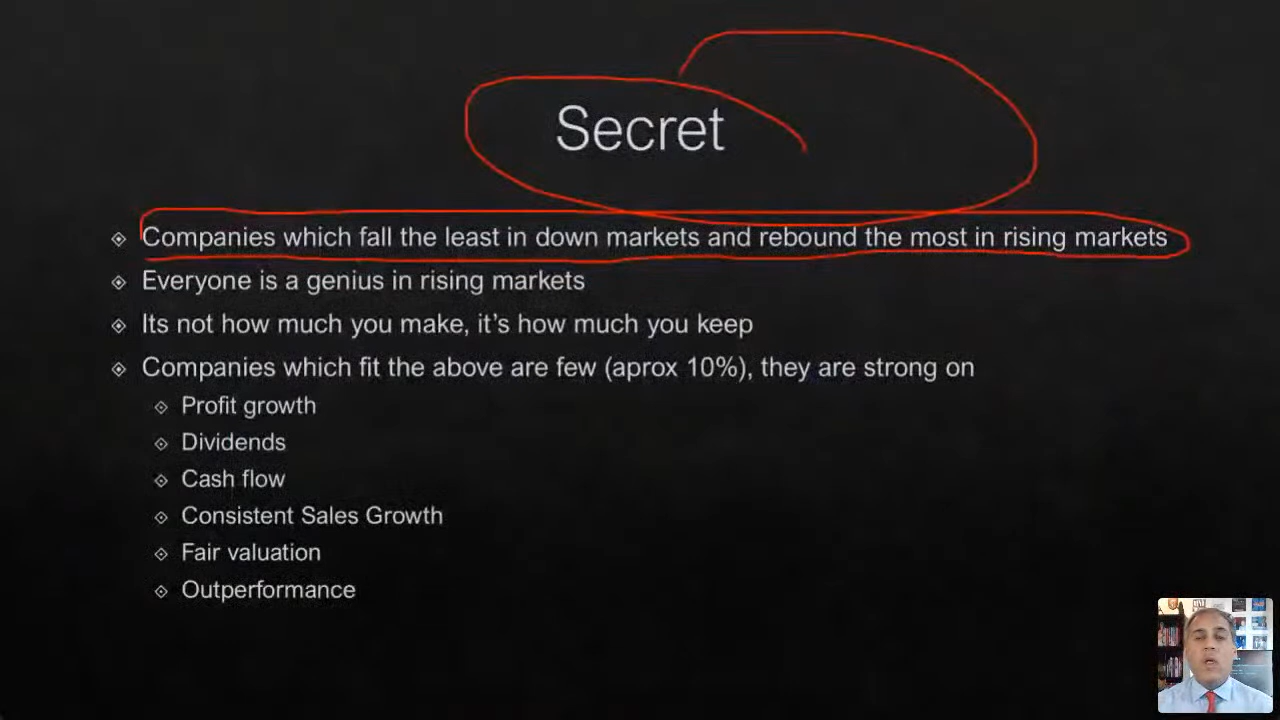 Secret
Companies which fall the least in down markets and rebound the most in rising markets
Everyone is a genius in rising markets
Its not how much you make, it's how much you keep
Companies which fit the above are few (aprox 10%), they are strong on
Profit growth
Dividends
Cash flow
Consistent Sales Growth
Fair valuation
Outperformance